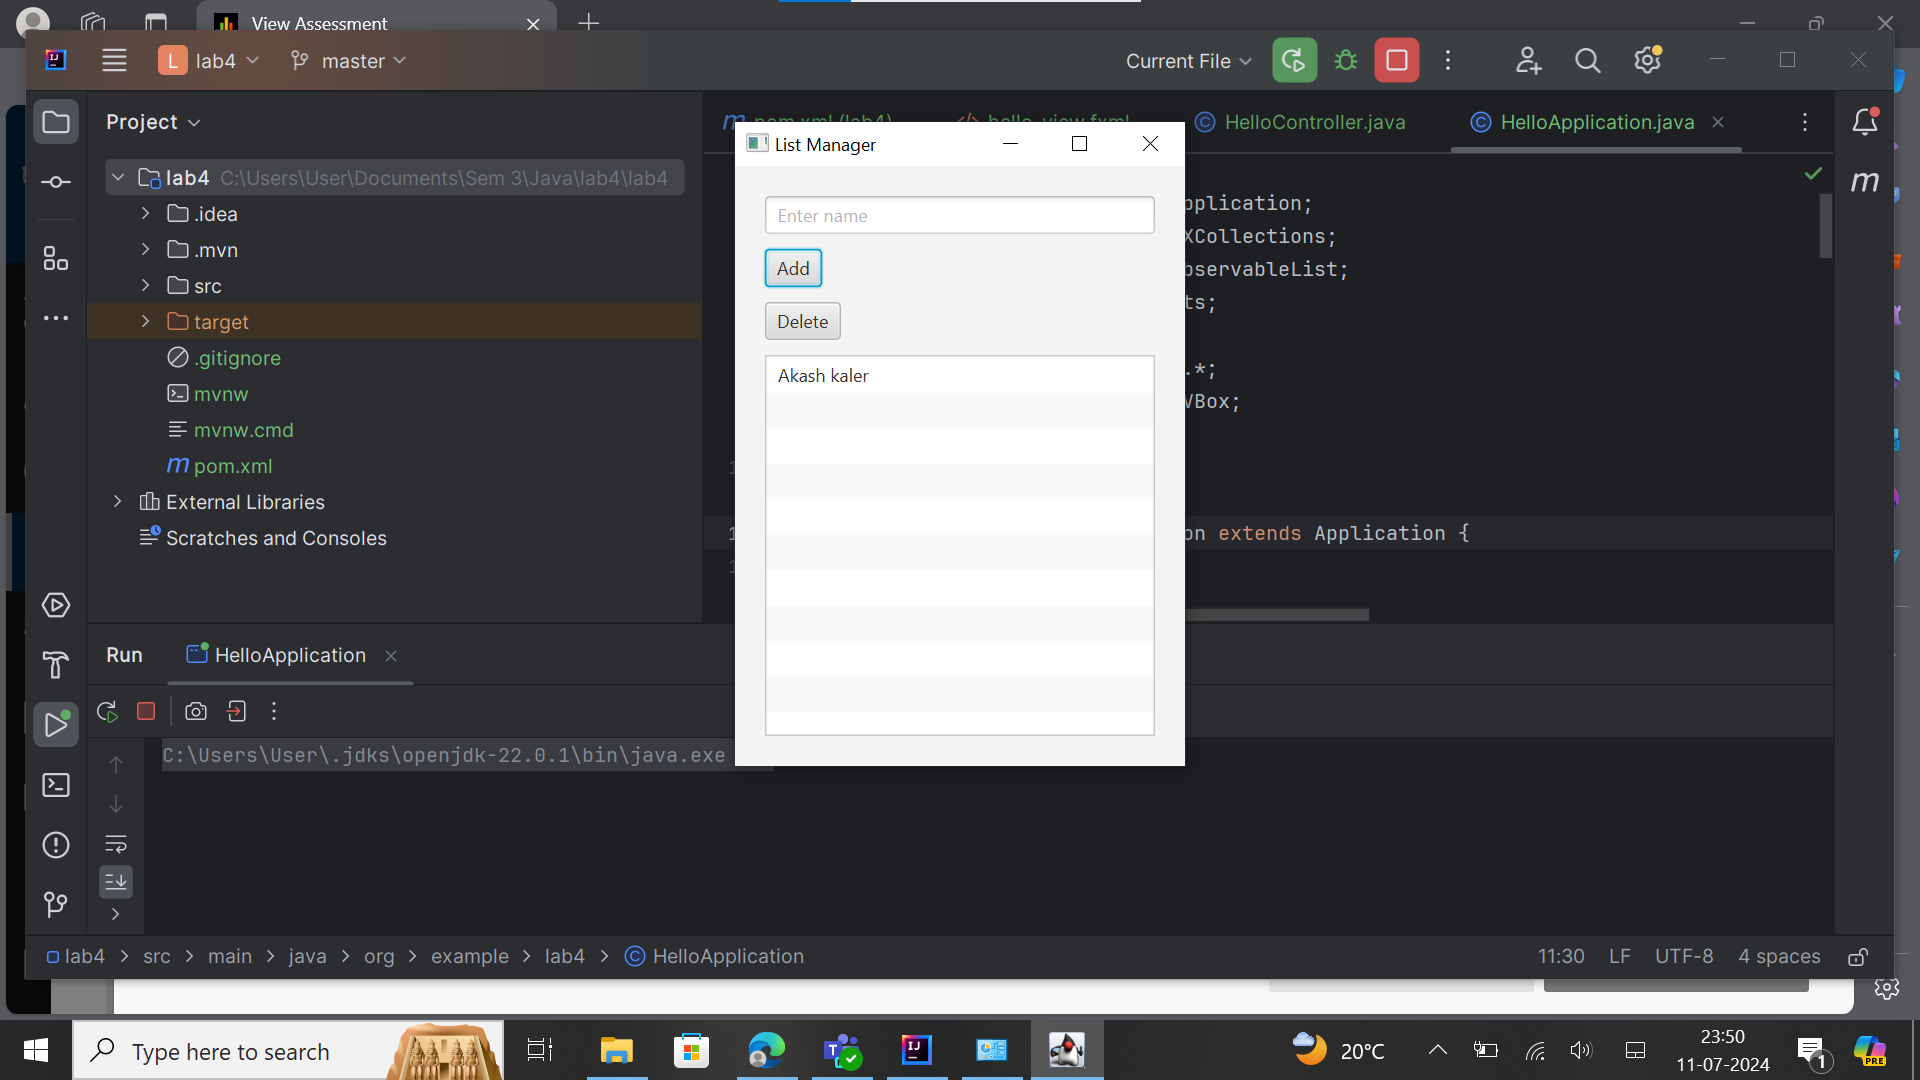 View Assessment
lab4
master
Current File
Project
pom.xml (lab4)
hello-view.fxml
HelloController.java
HelloApplication.java
lab4 C:\Users\User\Documents\Sem 3\Java\lab4\lab4
.idea
.mvn
src
target
.gitignore
mvnw
mvnw.cmd
pom.xml
External Libraries
Scratches and Consoles
List Manager
Enter name
Add
Delete
Akash kaler
pplication;
XCollections;
bservableList;
ts;
.*;
VBox;
on extends Application {
Run
HelloApplication
C:\Users\User\.jdks\openjdk-22.0.1\bin\java.exe
lab4 > src > main > java > org > example > lab4 > HelloApplication
11:30 LF UTF-8 4 spaces
Type here to search
20°C
23:50
11-07-2024
1
PRE